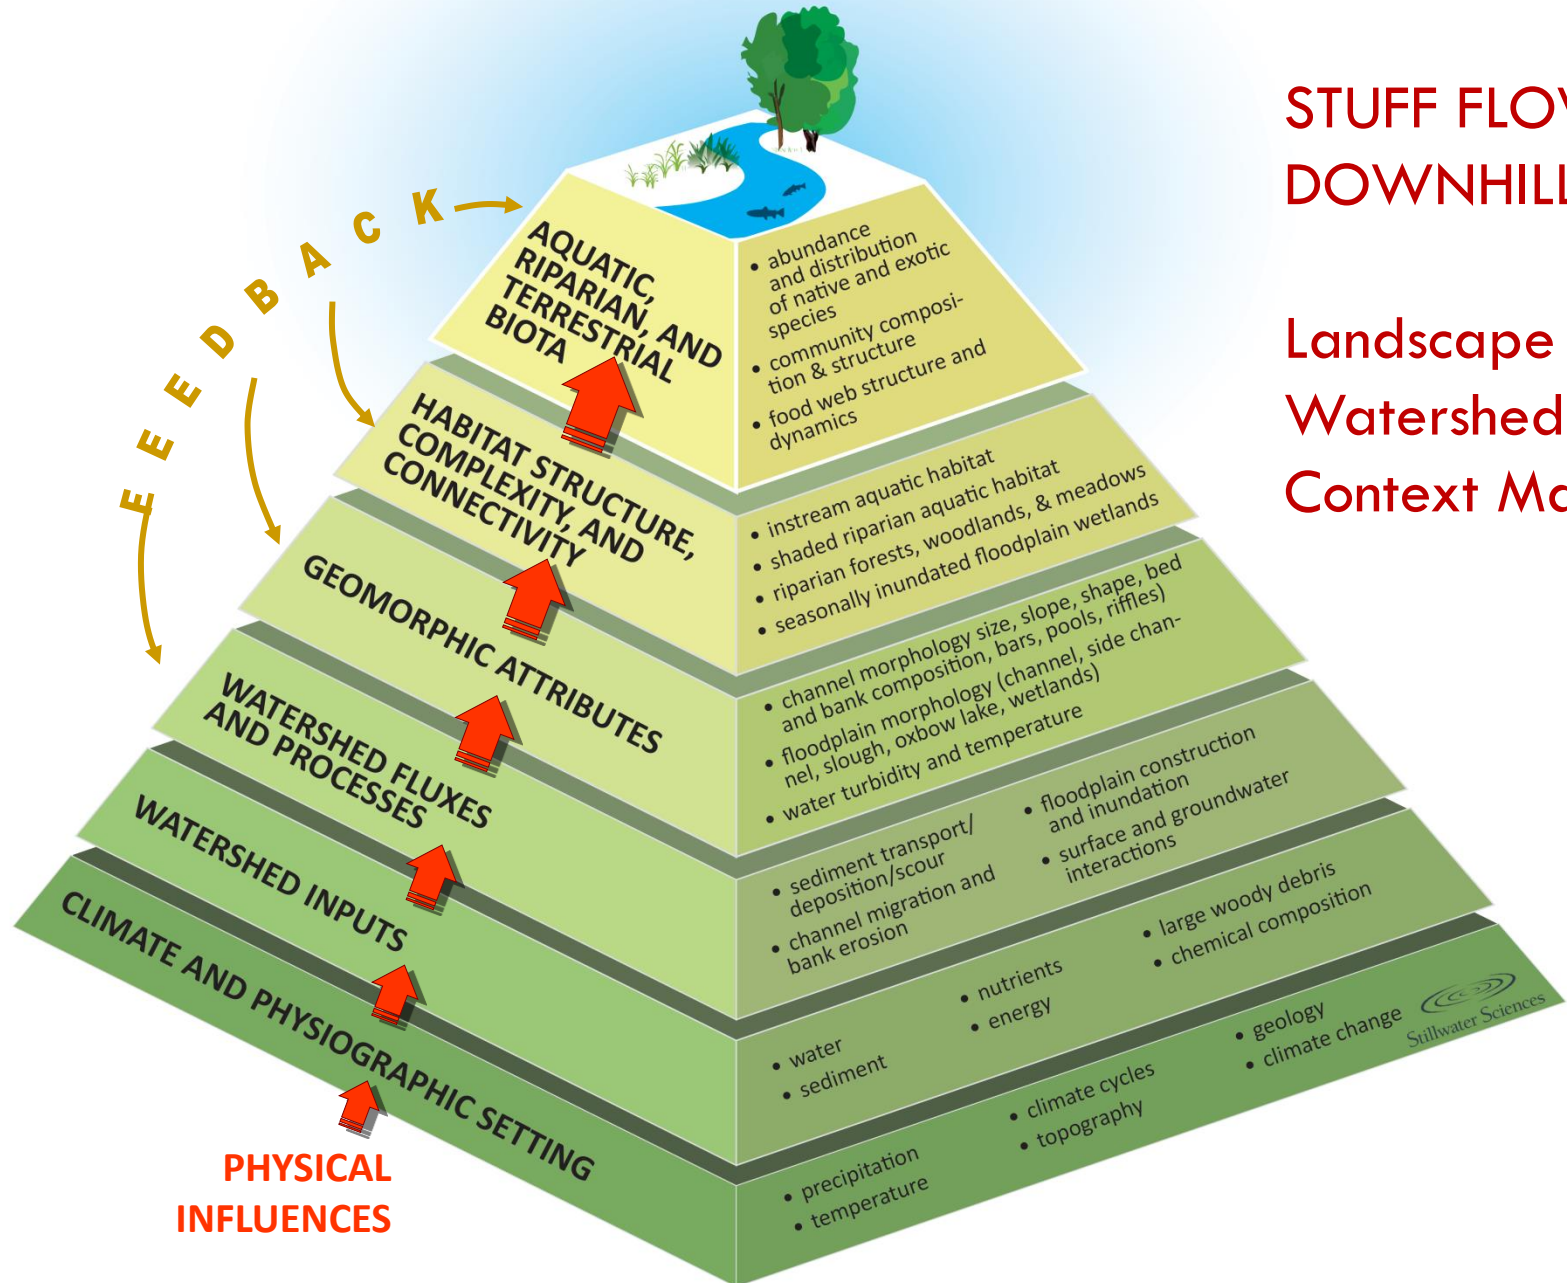 STUFF FLOW
DOWNHILL
Landscape
Watershed
Context Ma
FEEDBACK
AQUATIC,
RIPARIAN, AND
TERRESTRIAL
BIOTA
• abundance
and distribution
of native and exotic
species
• community composi-
tion & structure
• food web structure and
dynamics
HABITAT STRUCTURE,
COMPLEXITY, AND
CONNECTIVITY
• instream aquatic habitat
• shaded riparian aquatic habitat
• riparian forests, woodlands, & meadows
• seasonally inundated floodplain wetlands
GEOMORPHIC ATTRIBUTES
• channel morphology size, slope, shape, bed
and bank composition, bars, pools, riffles)
• floodplain morphology (channel, side chan-
nel, slough, oxbow lake, wetlands)
• water turbidity and temperature
WATERSHED FLUXES
AND PROCESSES
• sediment transport/
deposition/scour
• channel migration and
bank erosion
• floodplain construction
and inundation
• surface and groundwater
interactions
WATERSHED INPUTS
• water
• sediment
• nutrients
• energy
• large woody debris
• chemical composition
CLIMATE AND PHYSIOGRAPHIC SETTING
• precipitation
• temperature
• climate cycles
• topography
• geology
• climate change
Stillwater Sciences
PHYSICAL
INFLUENCES